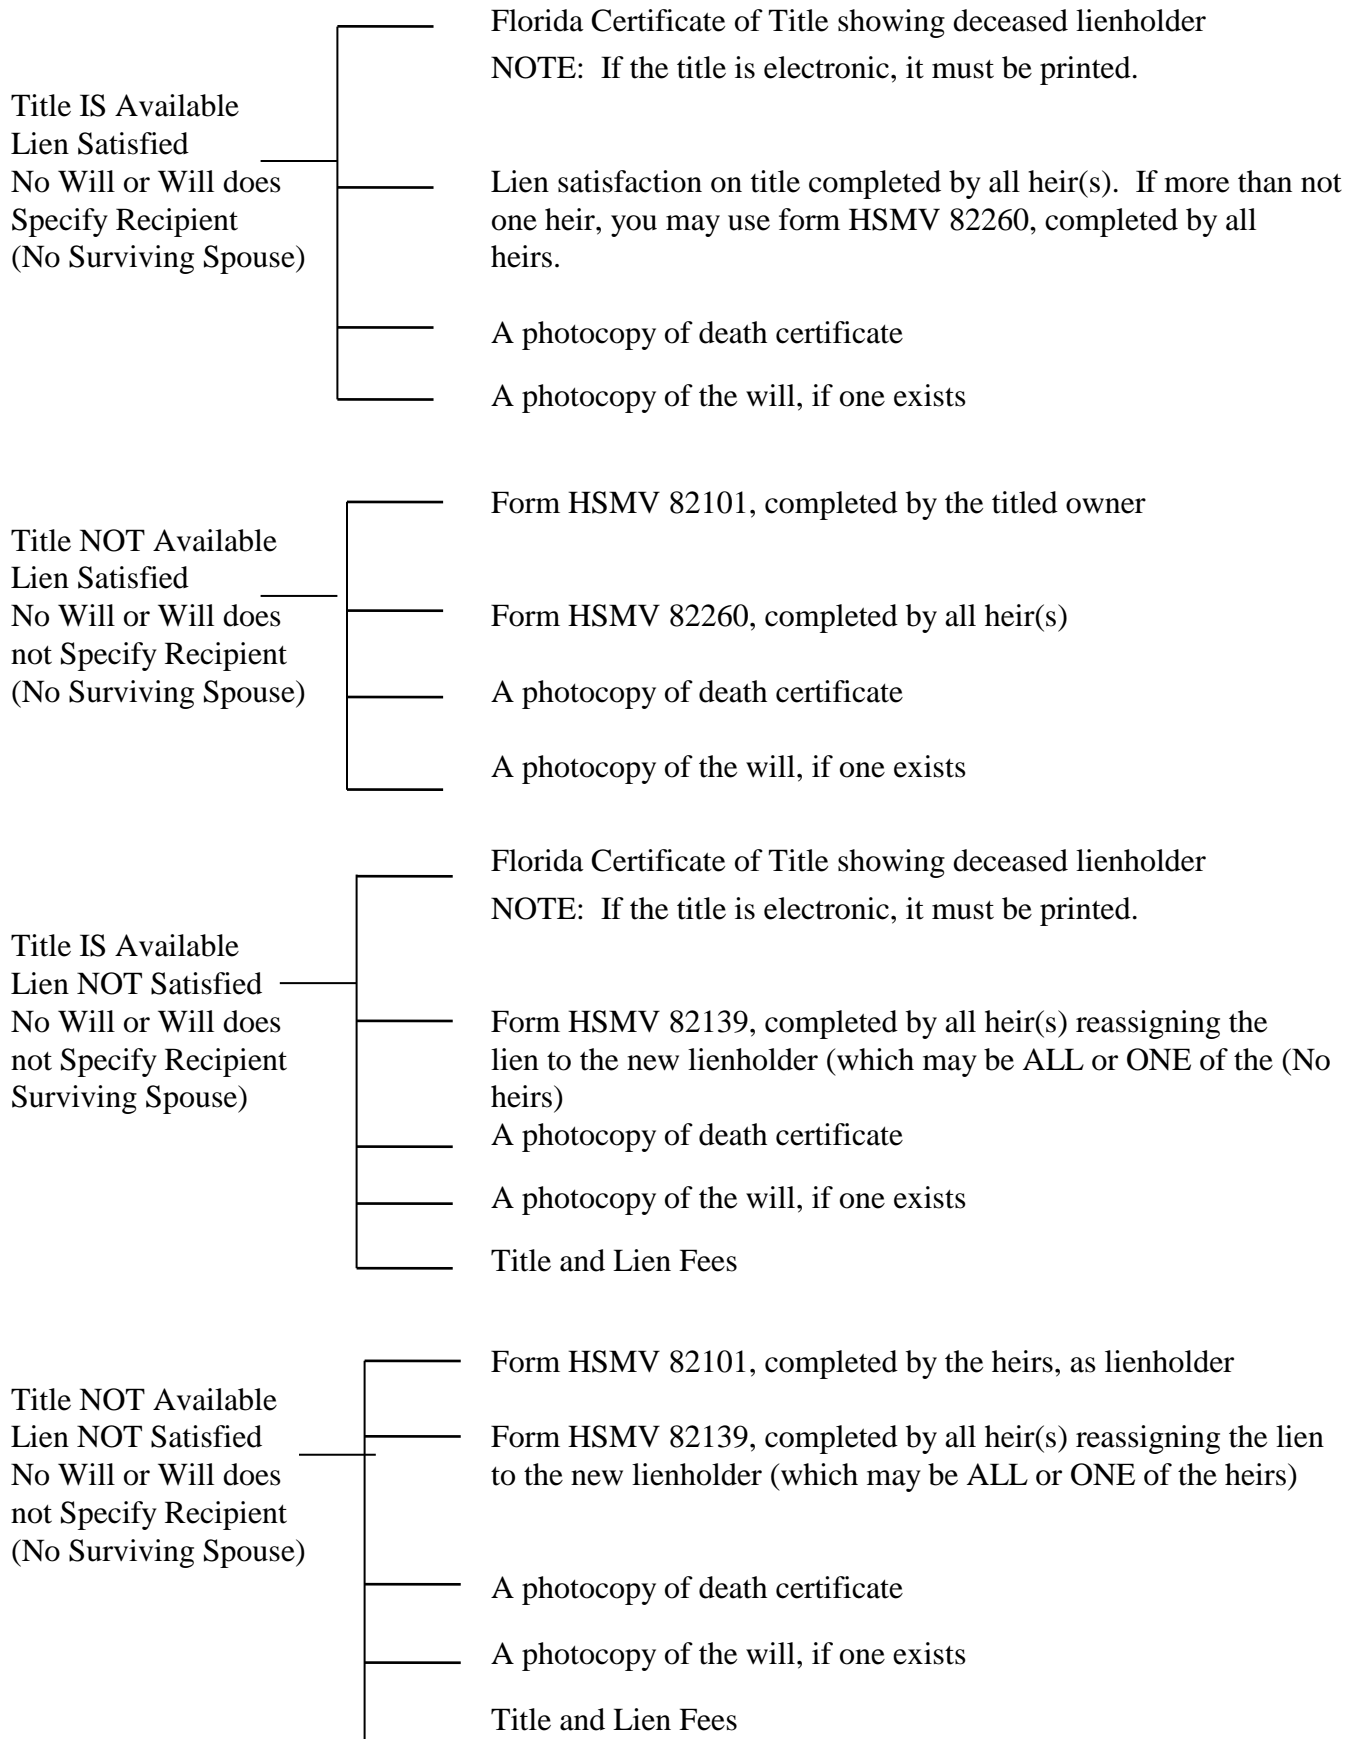 Title IS Available
Lien Satisfied
No Will or Will does
Specify Recipient
(No Surviving Spouse)
Florida Certificate of Title showing deceased lienholder
NOTE:  If the title is electronic, it must be printed.
Lien satisfaction on title completed by all heir(s).  If more than not
one heir, you may use form HSMV 82260, completed by all
heirs.
A photocopy of death certificate
A photocopy of the will, if one exists
Title NOT Available
Lien Satisfied
No Will or Will does
not Specify Recipient
(No Surviving Spouse)
Form HSMV 82101, completed by the titled owner
Form HSMV 82260, completed by all heir(s)
A photocopy of death certificate
A photocopy of the will, if one exists
Title IS Available
Lien NOT Satisfied
No Will or Will does
not Specify Recipient
Surviving Spouse)
Florida Certificate of Title showing deceased lienholder
NOTE:  If the title is electronic, it must be printed.
Form HSMV 82139, completed by all heir(s) reassigning the
lien to the new lienholder (which may be ALL or ONE of the (No
heirs)
A photocopy of death certificate
A photocopy of the will, if one exists
Title and Lien Fees
Title NOT Available
Lien NOT Satisfied
No Will or Will does
not Specify Recipient
(No Surviving Spouse)
Form HSMV 82101, completed by the heirs, as lienholder
Form HSMV 82139, completed by all heir(s) reassigning the lien
to the new lienholder (which may be ALL or ONE of the heirs)
A photocopy of death certificate
A photocopy of the will, if one exists
Title and Lien Fees